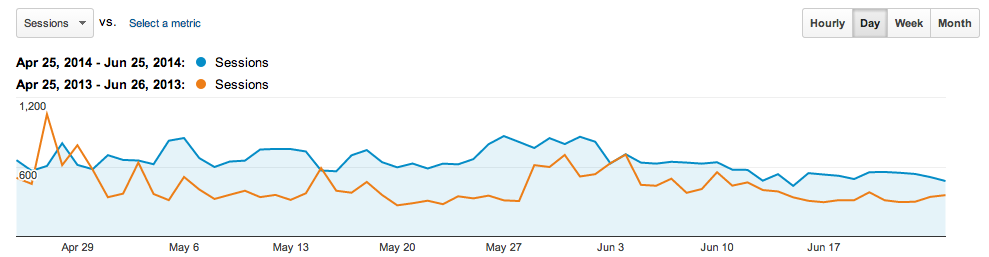 Sessions vs. Select a metric Hourly Day Week Month
Apr 25, 2014 - Jun 25, 2014: Sessions
Apr 25, 2013 - Jun 26, 2013: Sessions
1,200
600
Apr 29 May 6 May 13 May 20 May 27 Jun 3 Jun 10 Jun 17